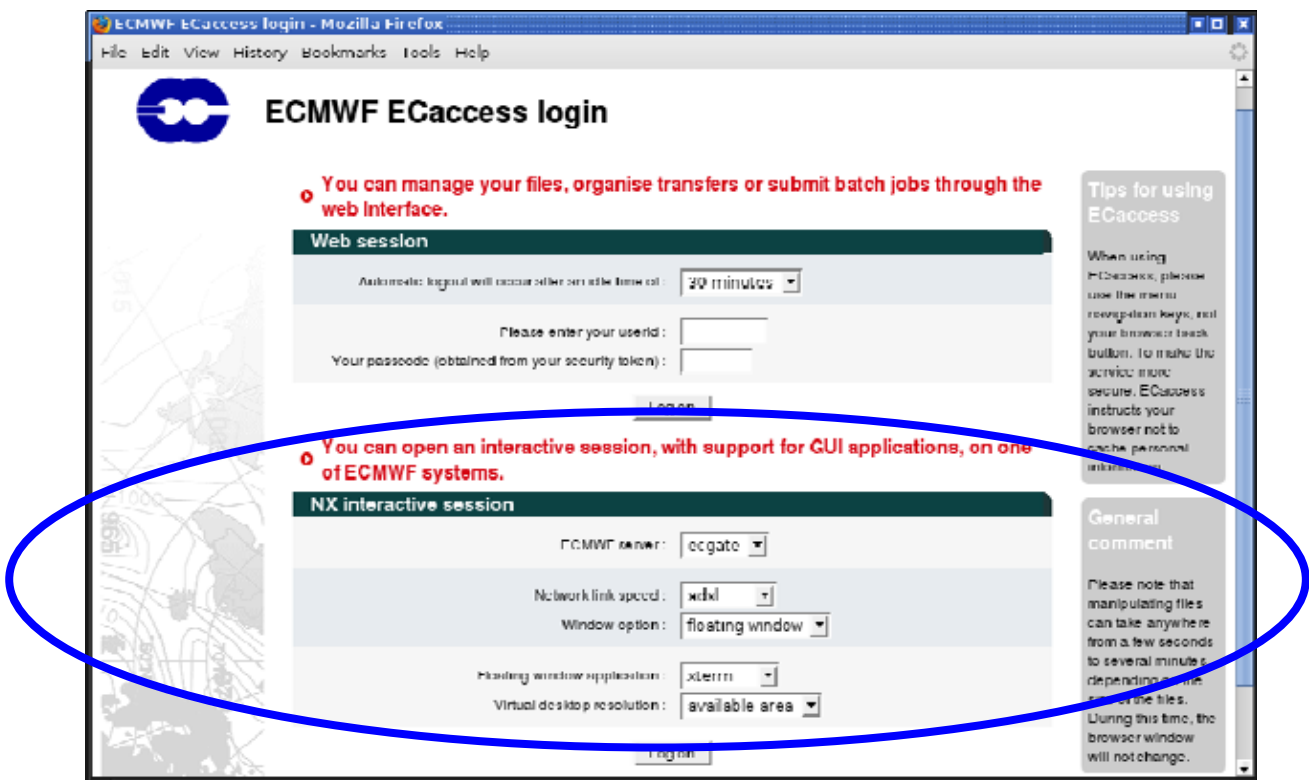 ECMWF ECaccess login - Mozilla Firefox
File Edit View History Bookmarks Tools Help
ECMWF ECaccess login
You can manage your files, organise transfers or submit batch jobs through the
web Interface.
Web session
Automatic logout will occur after an idle time of :
30 minutes
Please enter your userid :
Your passcode (obtained from your security token) :
Log on
You can open an interactive session, with support for GUI applications, on one
of ECMWF systems.
NX interactive session
ECMWF server :
ecgate
Network link speed :
adsl
Window option :
floating window
Floating window application :
xterm
Virtual desktop resolution :
available area
Log on
Tips for using
ECaccess
When using
ECaccess, please
use the menu
navigation keys, not
your browser back
button. To make the
service more
secure, ECaccess
instructs your
browser not to
cache personal
information.
General
comment
Please note that
manipulating files
can take anywhere
from a few seconds
to several minutes
depending on the
size of the files.
During this time, the
browser window
will not change.